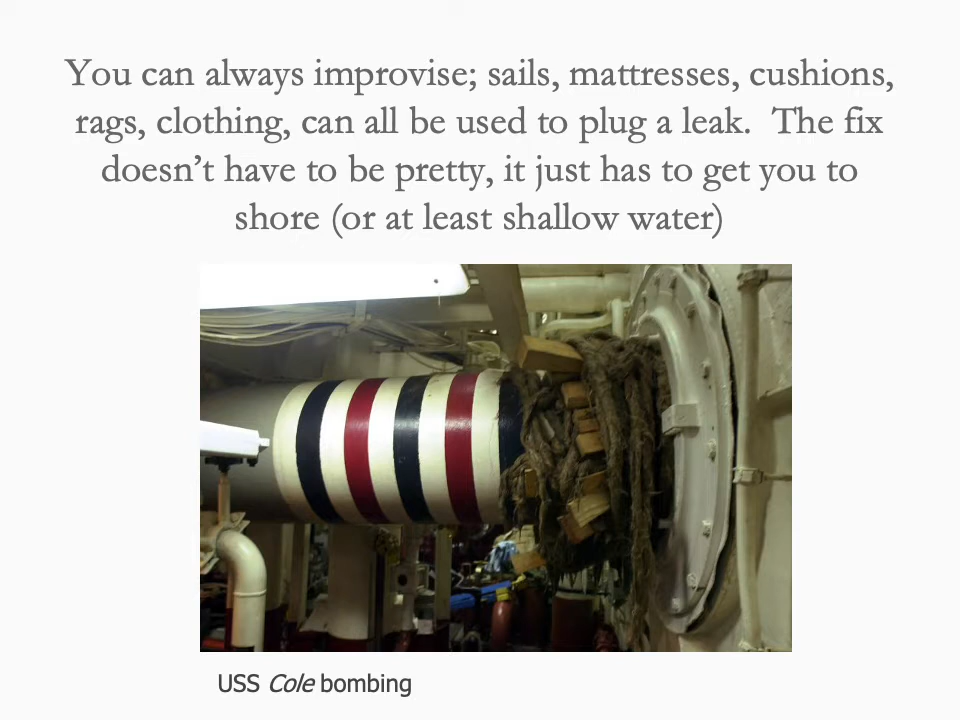 You can always improvise; sails, mattresses, cushions,
rags, clothing, can all be used to plug a leak.  The fix
doesn’t have to be pretty, it just has to get you to
shore (or at least shallow water)
USS Cole bombing